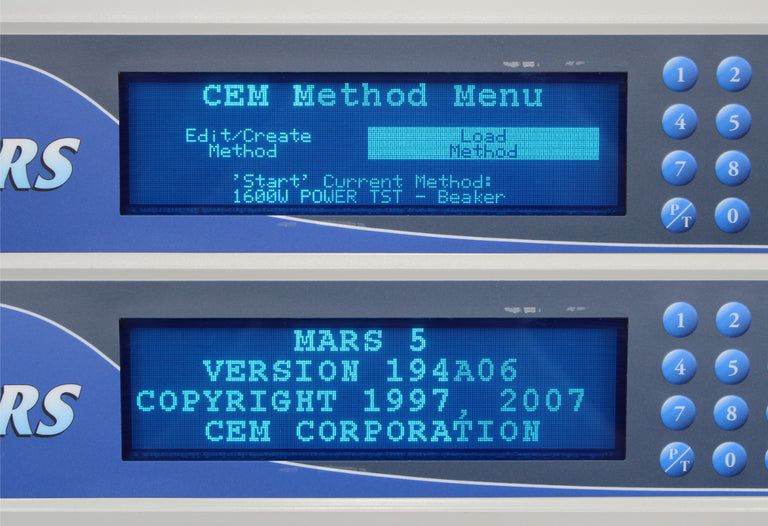 CEM Method Menu
Edit/Create Load
Method Method
'Start' Current Method:
1600W POWER TST - Beaker
RS
1 2
4 5
7 8
P/T 0
MARS 5
VERSION 194A06
COPYRIGHT 1997, 2007
CEM CORPORATION
RS
1 2
4 5
7 8
P/T 0